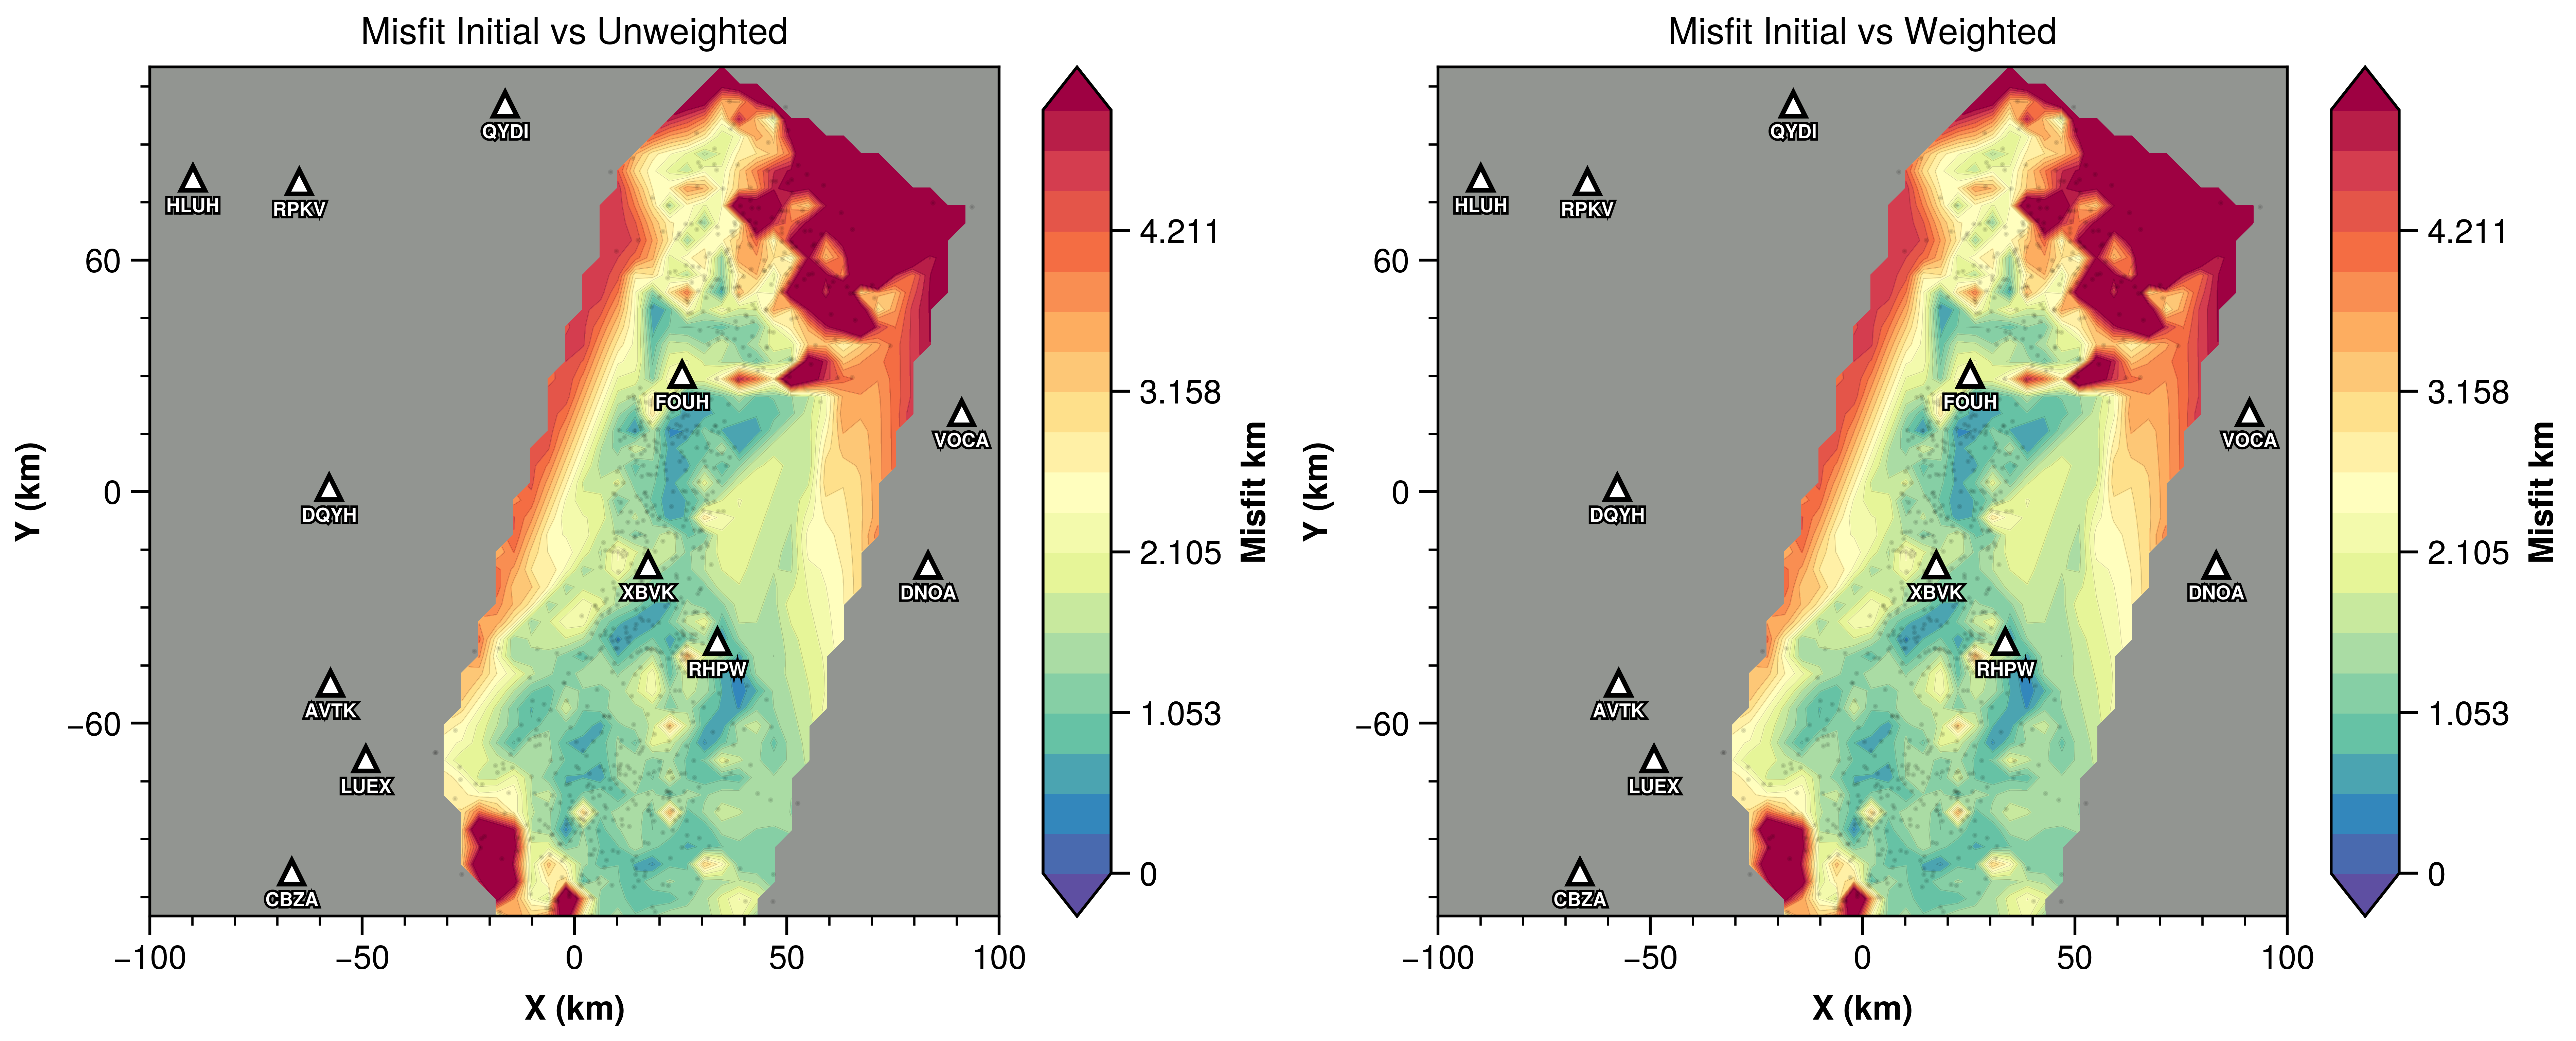 Misfit Initial vs Unweighted
QYDI
HLUH
RPKV
FOUH
VOCA
DQYH
XBVK
DNOA
RHPW
AVTK
LUEX
CBZA
60
0
−60
Y (km)
−100
−50
0
50
100
X (km)
4.211
3.158
2.105
1.053
0
Misfit km
Misfit Initial vs Weighted
QYDI
HLUH
RPKV
FOUH
VOCA
DQYH
XBVK
DNOA
RHPW
AVTK
LUEX
CBZA
60
0
−60
Y (km)
−100
−50
0
50
100
X (km)
4.211
3.158
2.105
1.053
0
Misfit km